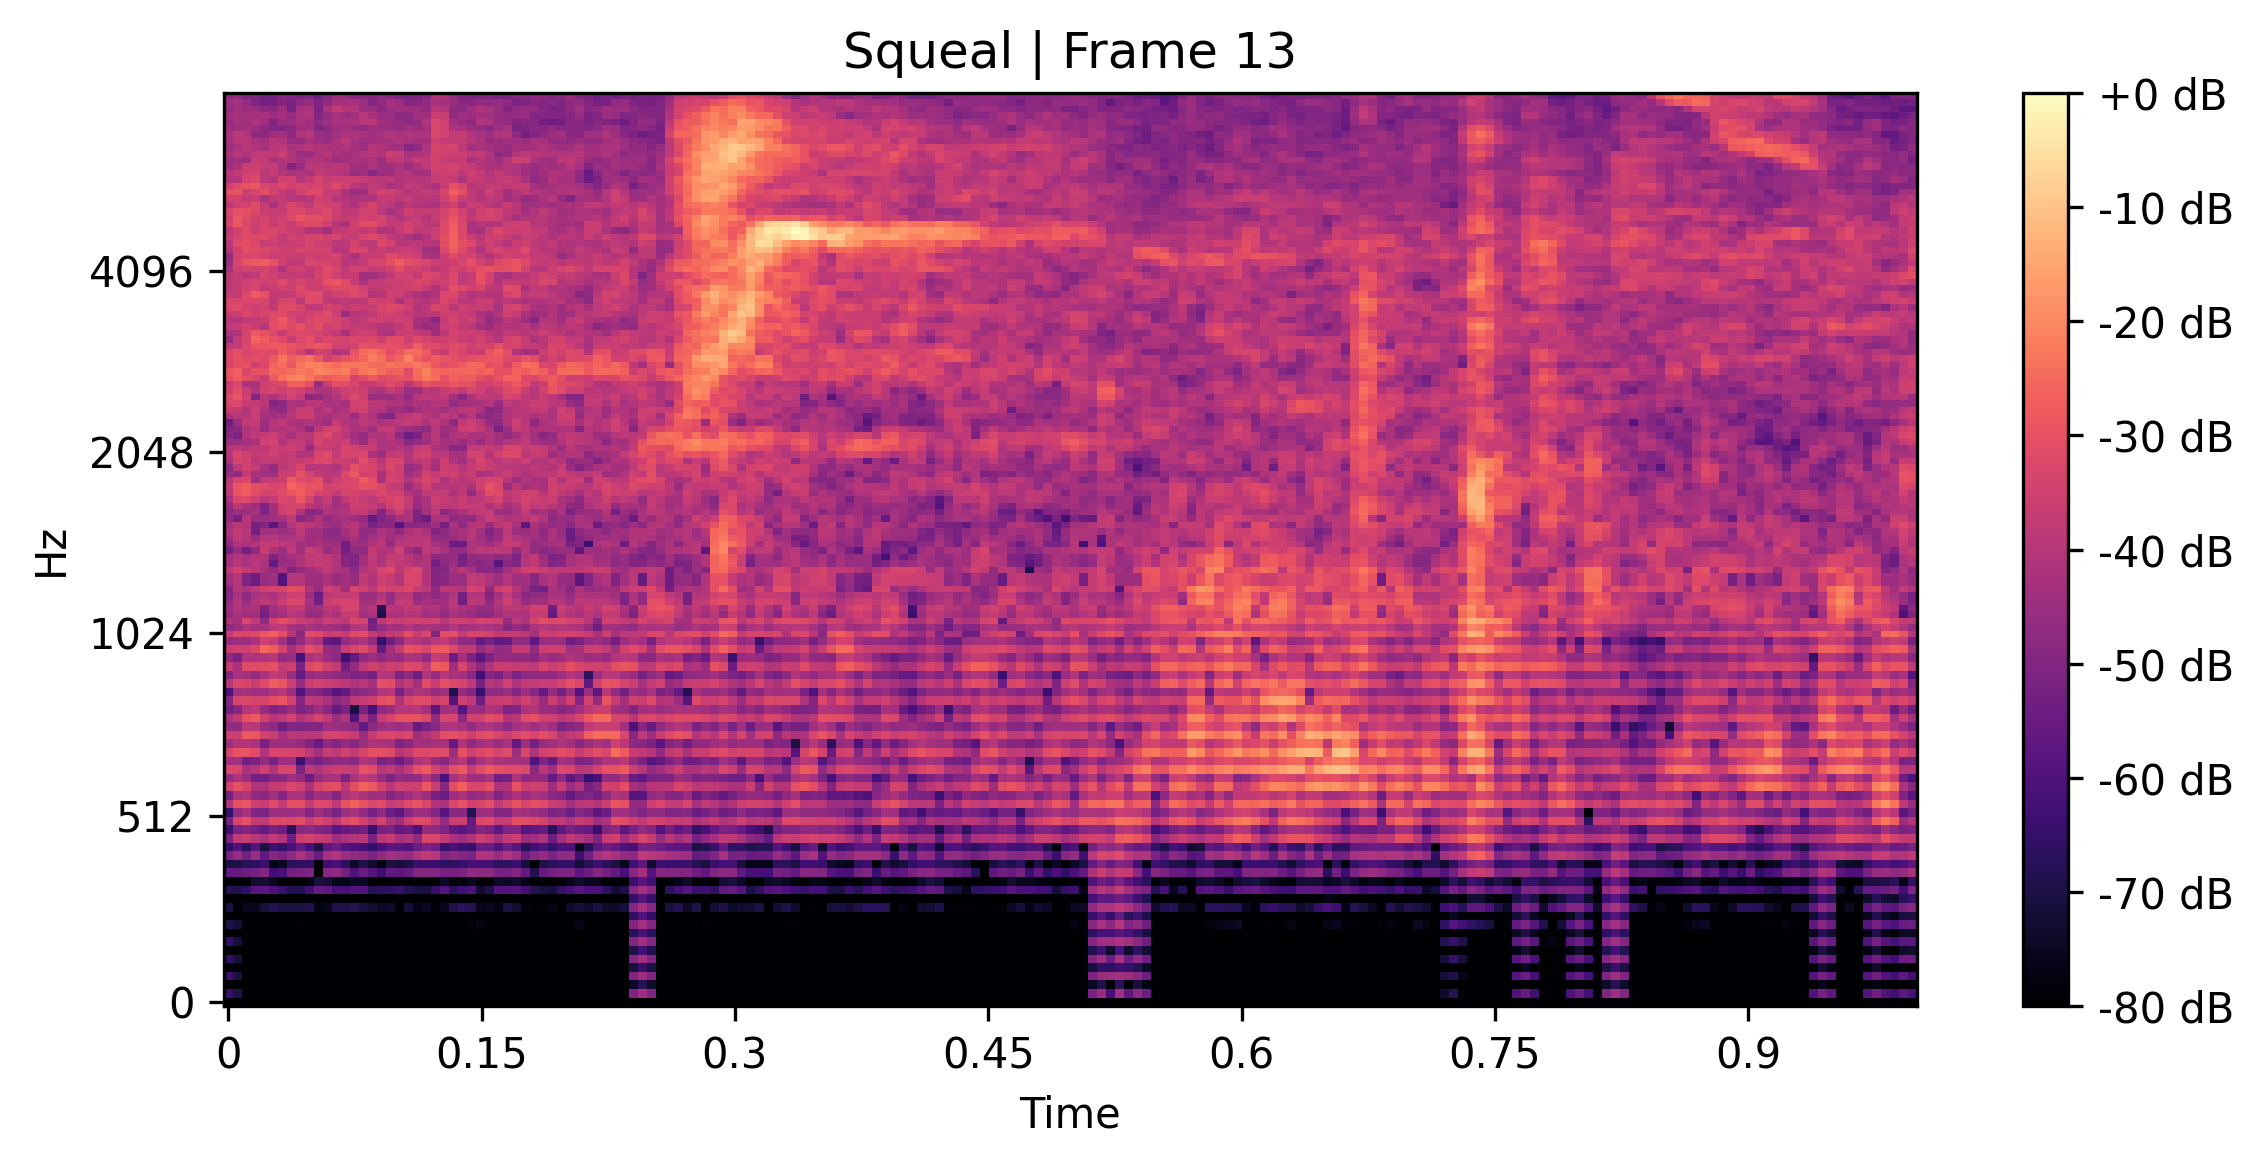 Squeal | Frame 13
+0 dB
-10 dB
-20 dB
-30 dB
-40 dB
-50 dB
-60 dB
-70 dB
-80 dB
Hz
4096
2048
1024
512
0
0 0.15 0.3 0.45 0.6 0.75 0.9
Time